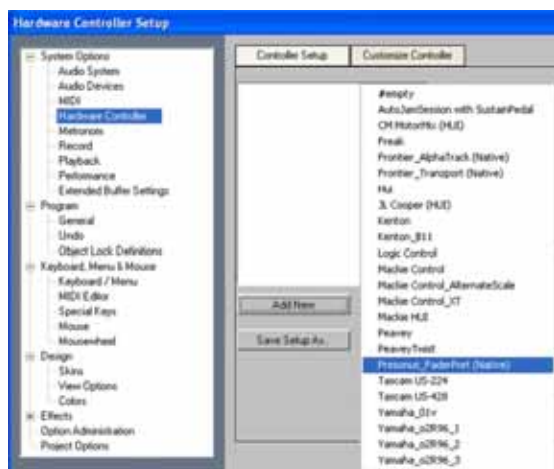 Hardware Controller Setup
System Options
Audio System
Audio Devices
MIDI
Hardware Controller
Metronom
Record
Playback
Performance
Extended Buffer Settings
Program
General
Undo
Object Lock Definitions
Keyboard, Menu & Mouse
Keyboard / Menu
MIDI Editor
Special Keys
Mouse
Mousewheel
Design
Skins
View Options
Colors
Effects
Option Administration
Project Options
Controller Setup
Customize Controller
Add New
Save Setup As.
#empty
AutoJamSession with SustainPedal
CM MotorMix (HUI)
Freak
Frontier_AlphaTrack (Native)
Frontier_Transport (Native)
Hui
JL Cooper (HUI)
Kenton
Kenton_B11
Logic Control
Mackie Control
Mackie Control_AlternateScale
Mackie Control_XT
Mackie HUI
Peavey
PeaveyTwist
Presonus_FaderPort (Native)
Tascam US-224
Tascam US-428
Yamaha_01v
Yamaha_o2R96_1
Yamaha_o2R96_2
Yamaha_o2R96_3